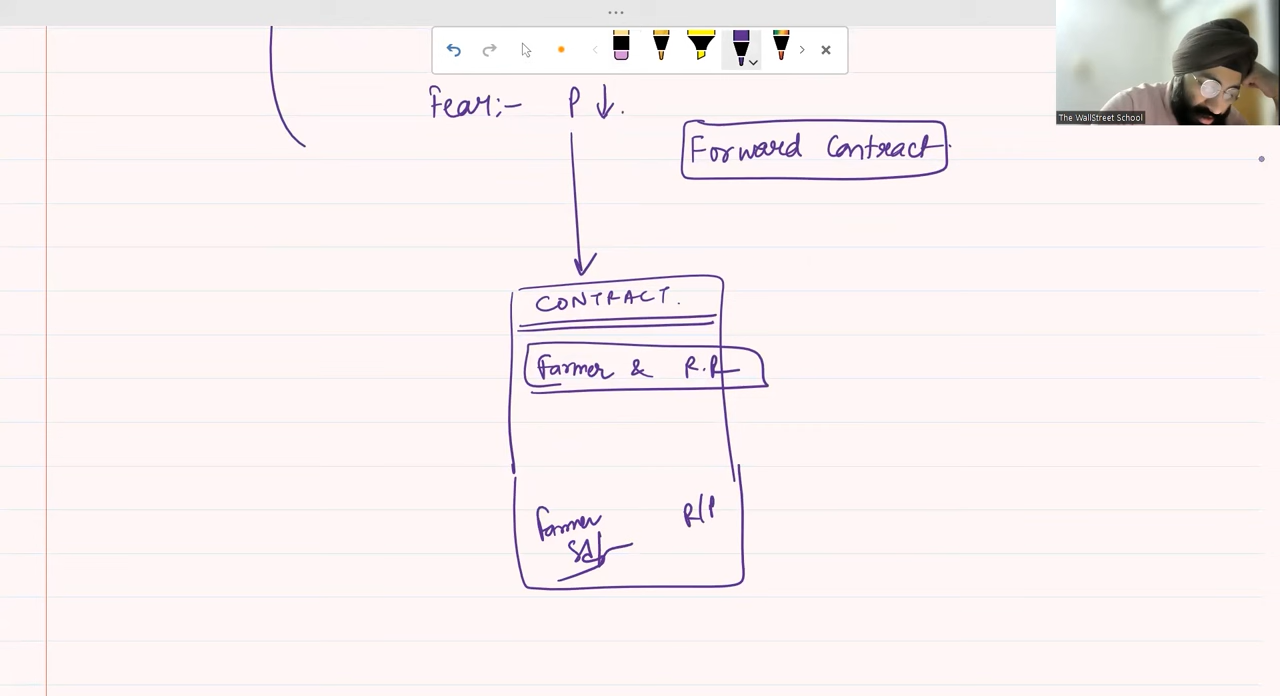 The WallStreet School
Fear:- P ↓.
Forward Contract
CONTRACT.
Farmer & R.P
Farmer R/P
Sd/-